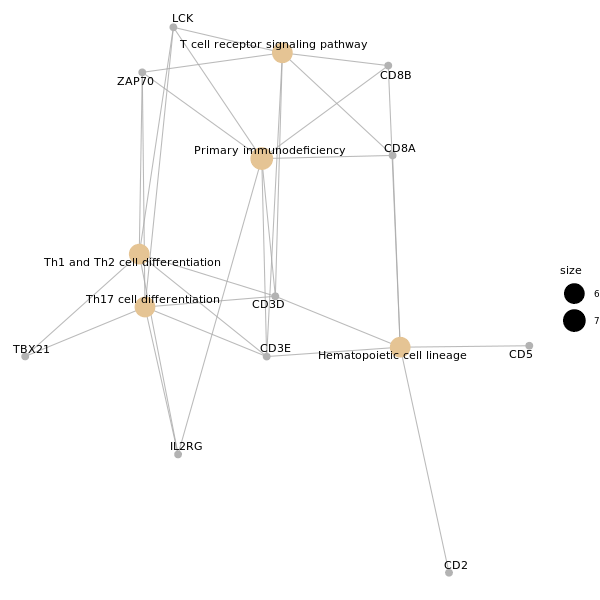 LCK
T cell receptor signaling pathway
ZAP70
CD8B
Primary immunodeficiency
CD8A
Th1 and Th2 cell differentiation
size
6
Th17 cell differentiation
CD3D
7
TBX21
CD3E
Hematopoietic cell lineage
CD5
IL2RG
CD2